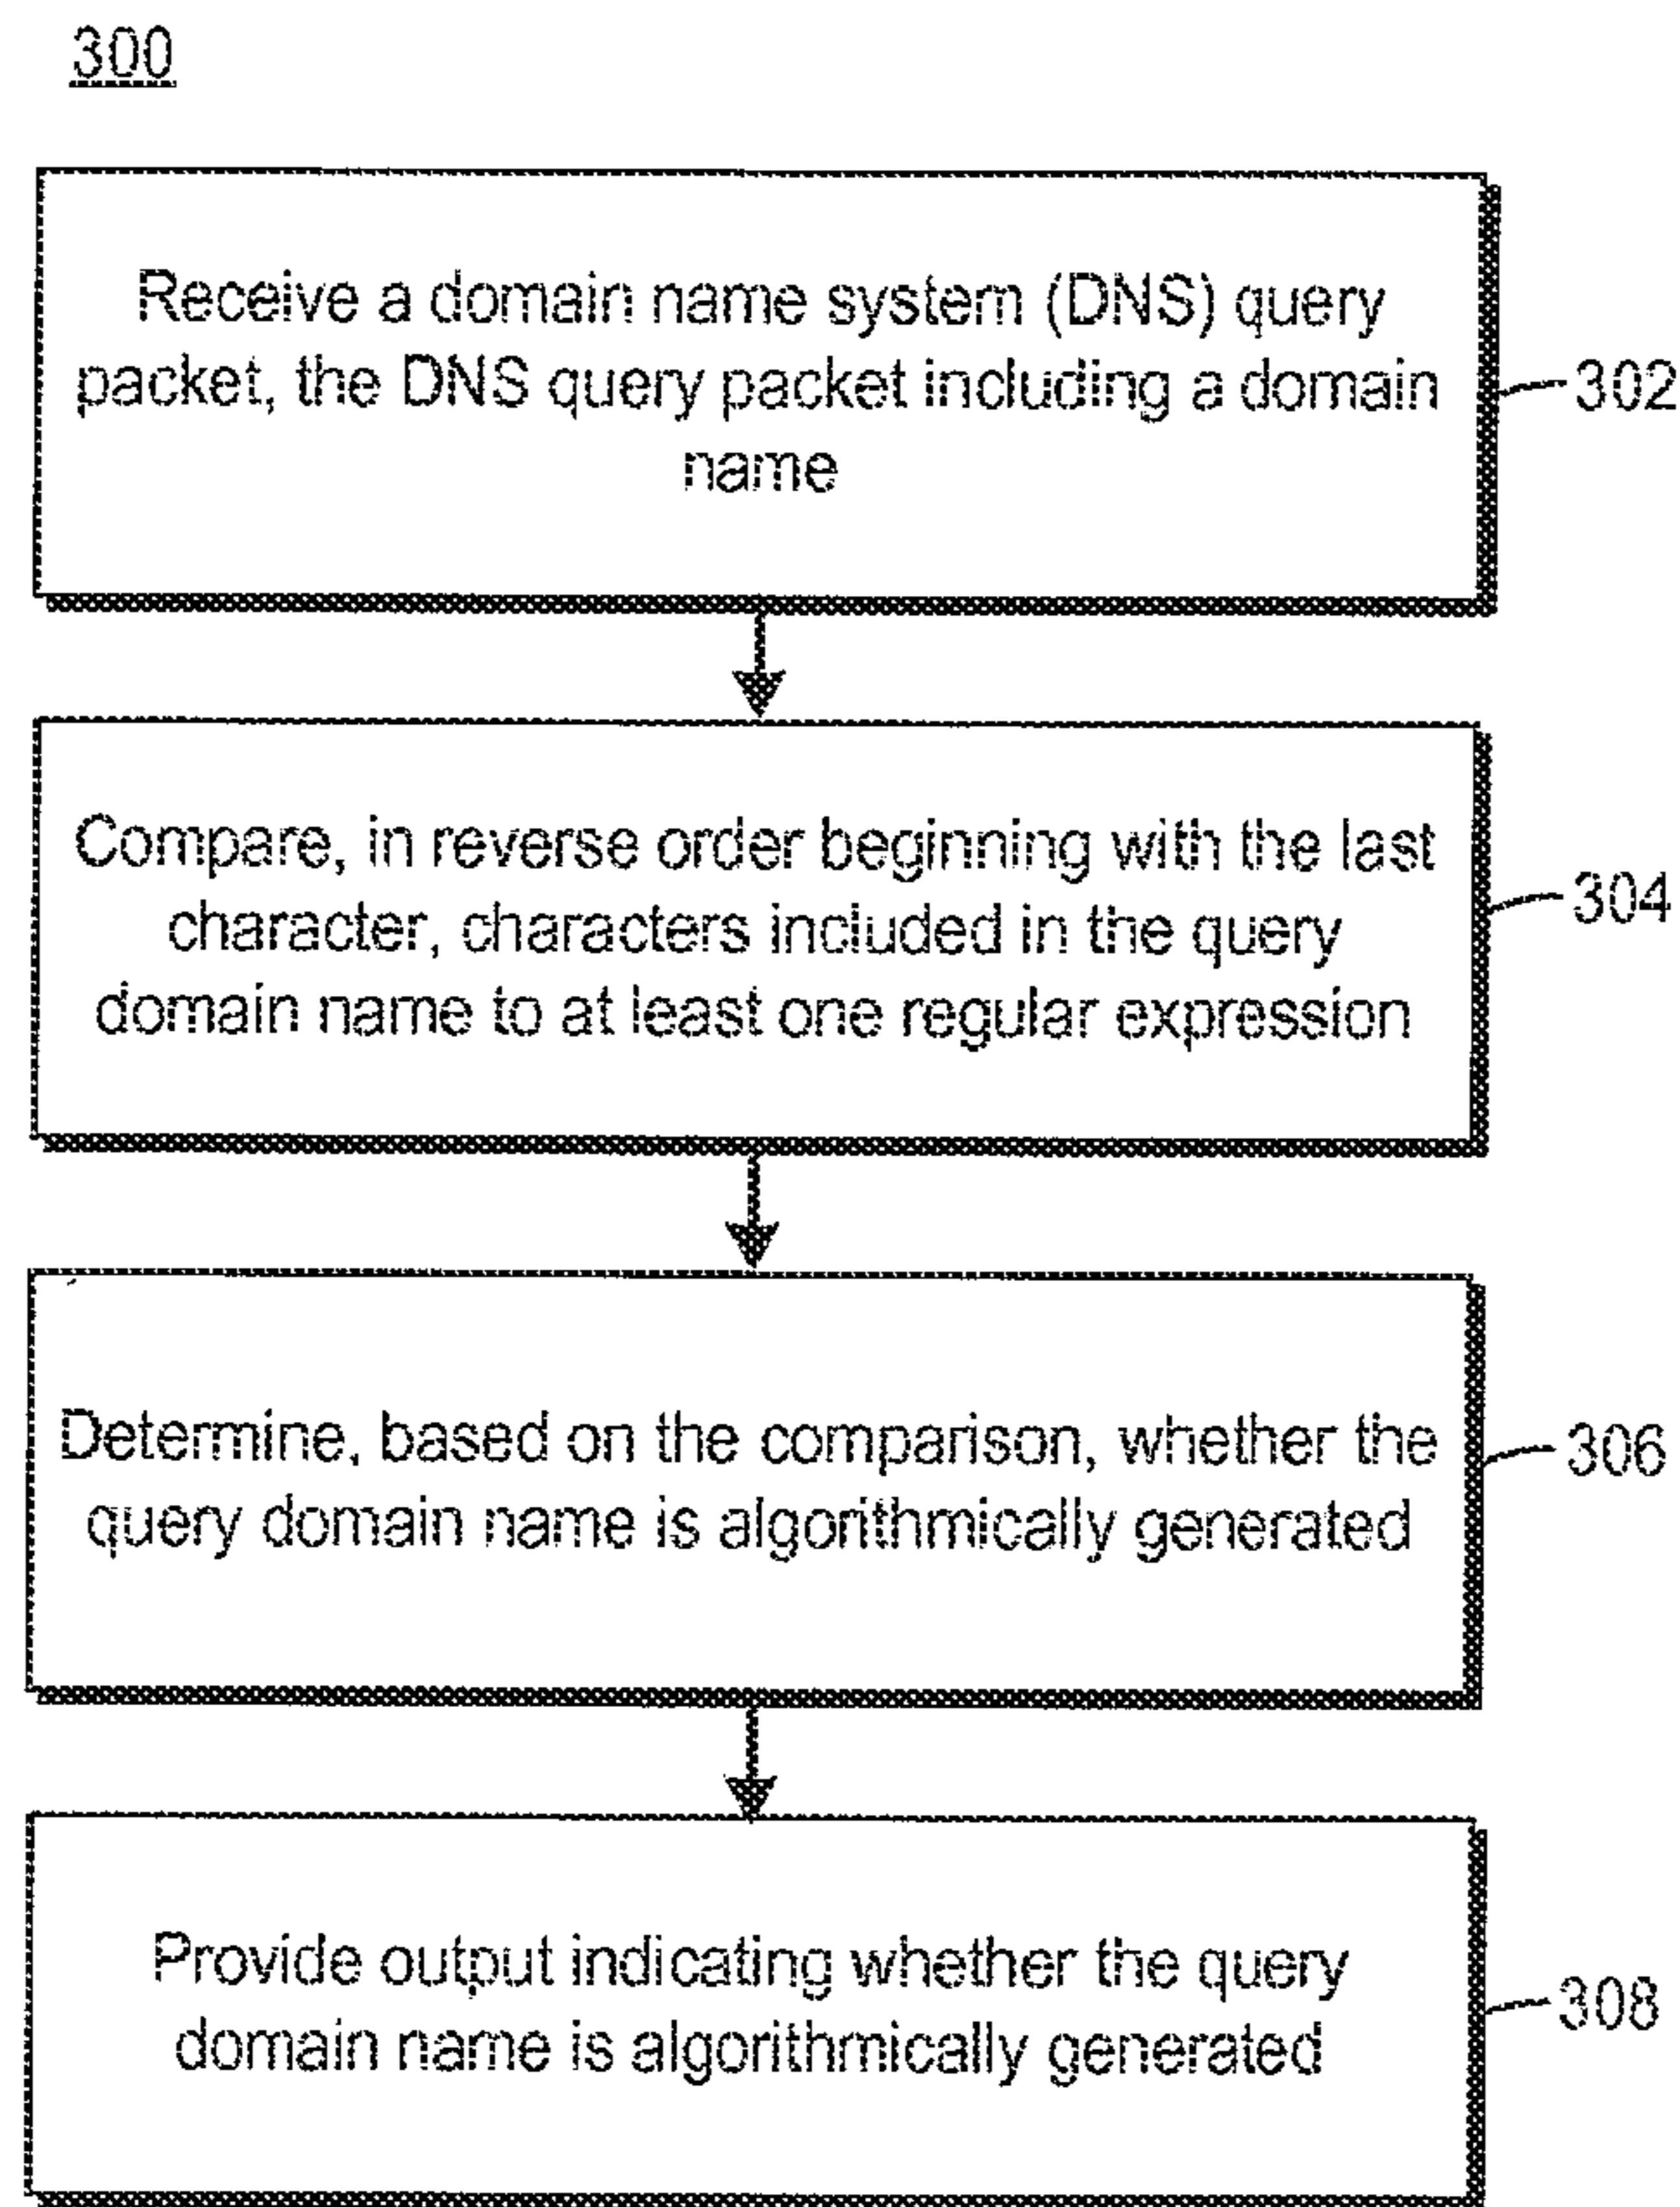 300
Receive a domain name system (DNS) query
packet, the DNS query packet including a domain
name
302
Compare, in reverse order beginning with the last
character, characters included in the query
domain name to at least one regular expression
304
Determine, based on the comparison, whether the
query domain name is algorithmically generated
306
Provide output indicating whether the query
domain name is algorithmically generated
308